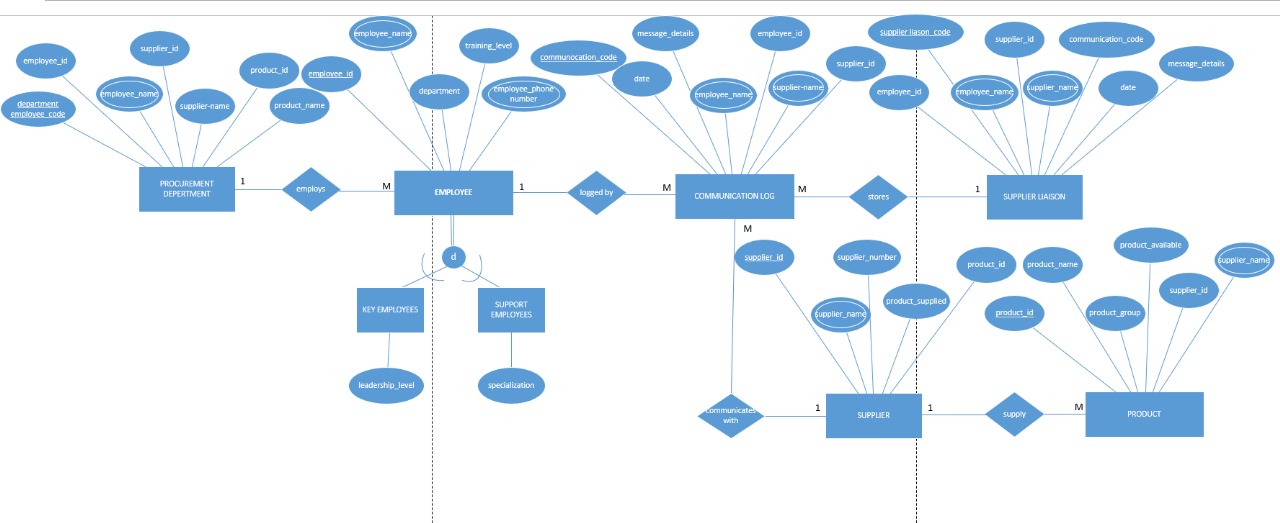 employee_id
supplier_id
employee_name
product_id
department
employee_code
supplier-name
product_name
employee_name
employee_id
training_level
department
employee_phone
number
communocation_code
message_details
employee_id
date
employee_name
supplier-name
supplier_id
supplier liason_code
supplier_id
communication_code
message_details
employee_id
employee_name
supplier_name
date
PROCUREMENT
DEPERTMENT
1
employs
M
EMPLOYEE
1
logged by
M
COMMUNICATION LOG
M
stores
1
SUPPLIER LIAISON
M
d
KEY EMPLOYEES
SUPPORT
EMPLOYEES
leadership_level
specialization
supplier_id
supplier_number
supplier_name
product_supplied
product_id
product_name
product_available
supplier_name
product_id
product_group
supplier_id
communicates
with
1
SUPPLIER
1
supply
M
PRODUCT